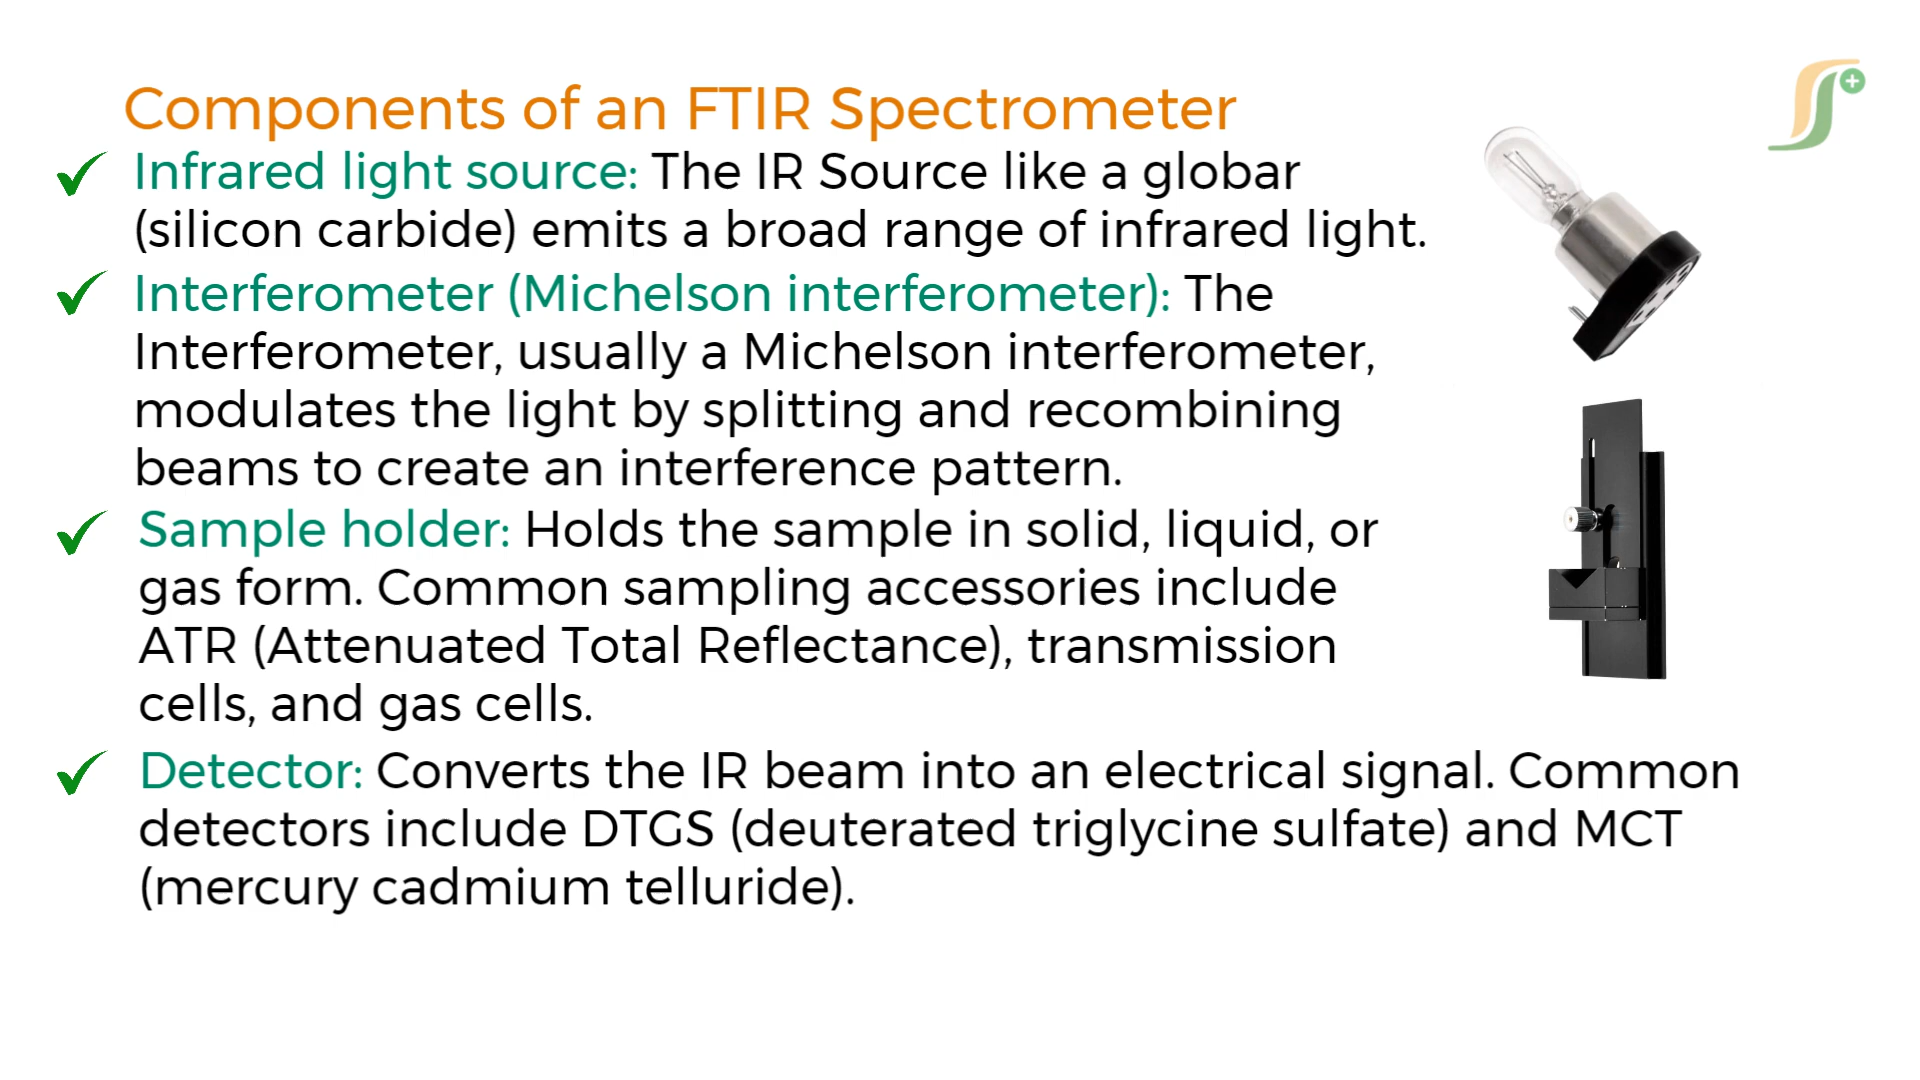 Components of an FTIR Spectrometer
Infrared light source: The IR Source like a globar
(silicon carbide) emits a broad range of infrared light.
Interferometer (Michelson interferometer): The
Interferometer, usually a Michelson interferometer,
modulates the light by splitting and recombining
beams to create an interference pattern.
Sample holder: Holds the sample in solid, liquid, or
gas form. Common sampling accessories include
ATR (Attenuated Total Reflectance), transmission
cells, and gas cells.
Detector: Converts the IR beam into an electrical signal. Common
detectors include DTGS (deuterated triglycine sulfate) and MCT
(mercury cadmium telluride).